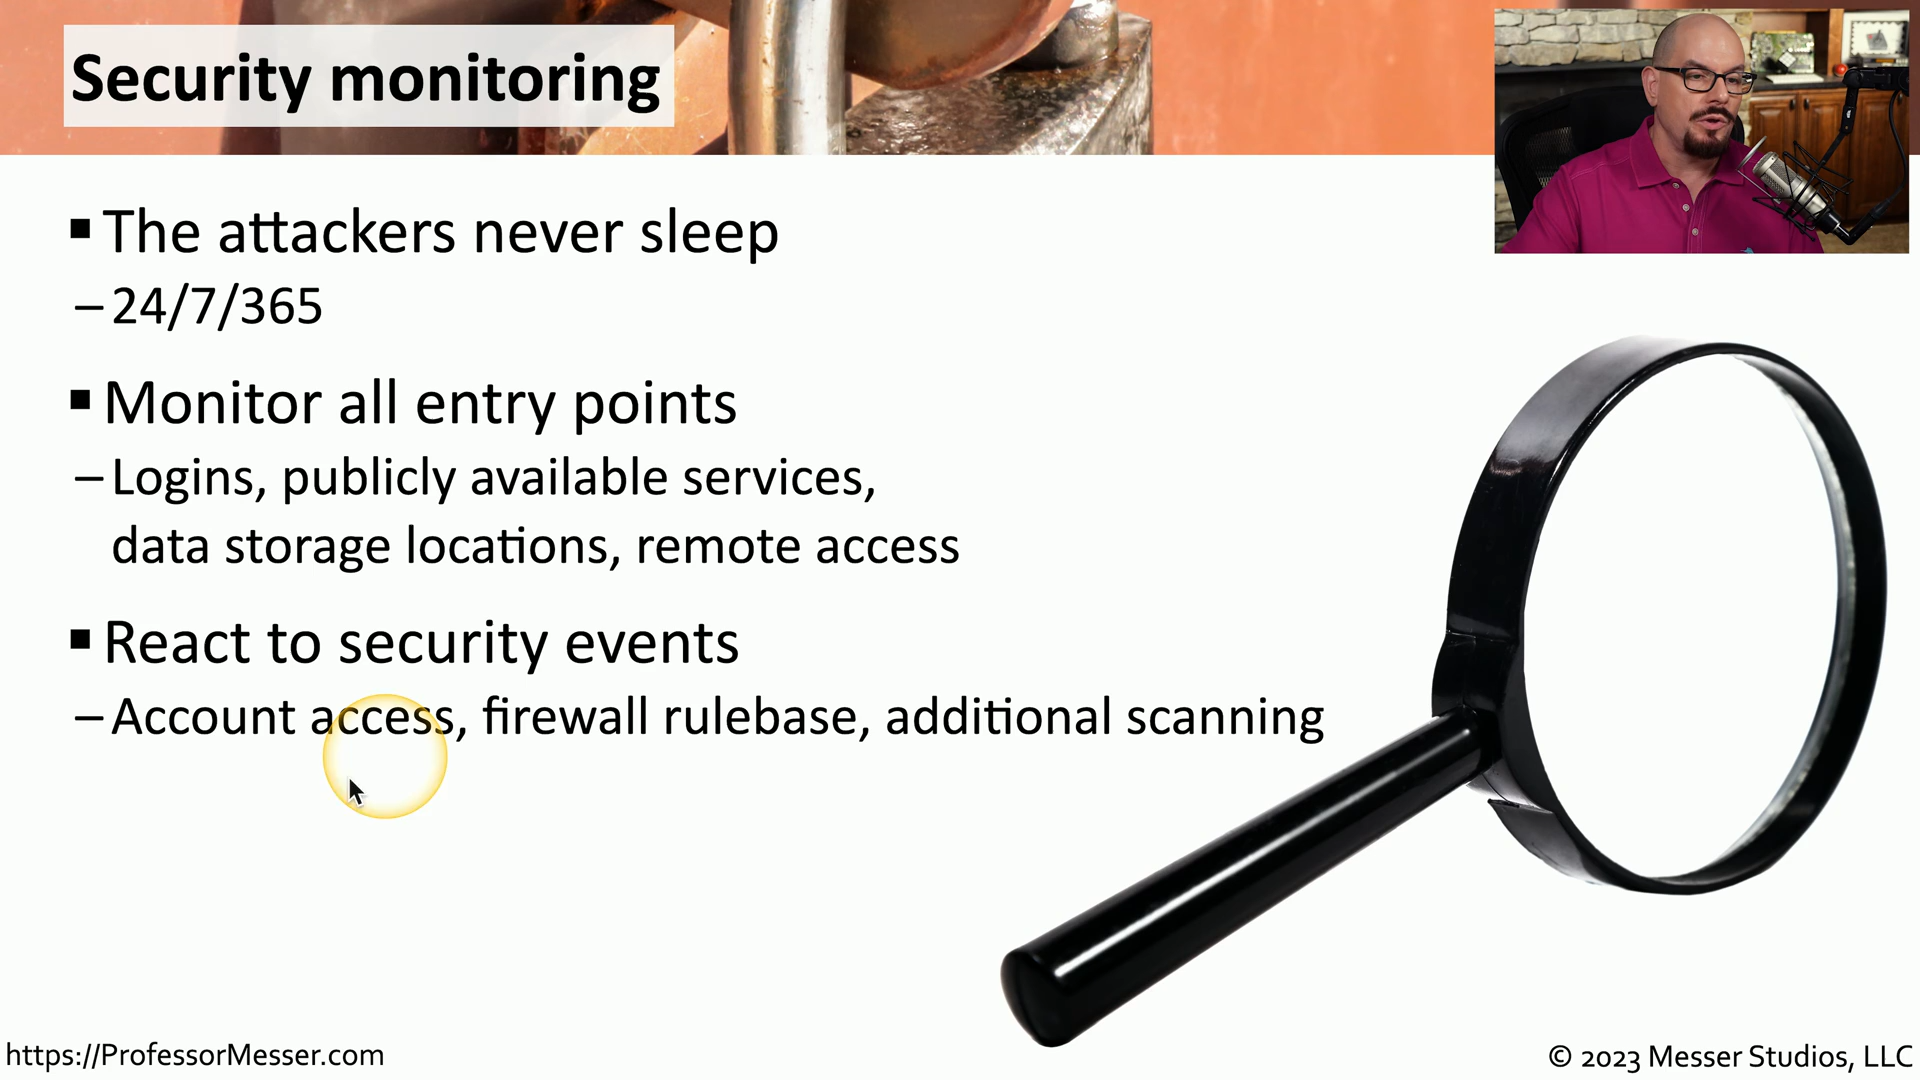 Security monitoring
▪ The attackers never sleep
– 24/7/365
▪ Monitor all entry points
– Logins, publicly available services,
data storage locations, remote access
▪ React to security events
– Account access, firewall rulebase, additional scanning
https://ProfessorMesser.com
© 2023 Messer Studios, LLC